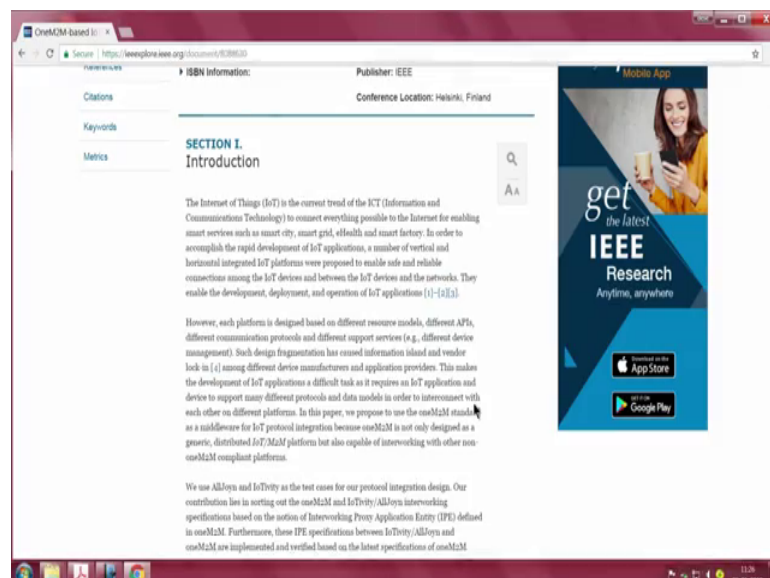 OneM2M-based IoT
Secure https://ieeexplore.ieee.org/document/8388630
References
Citations
Keywords
Metrics
ISBN Information:
Publisher: IEEE
Conference Location: Helsinki, Finland
SECTION I.
Introduction
The Internet of Things (IoT) is the current trend of the ICT (Information and
Communications Technology) to connect everything possible to the Internet for enabling
smart services such as smart city, smart grid, eHealth and smart factory. In order to
accomplish the rapid development of IoT applications, a number of vertical and
horizontal integrated IoT platforms were proposed to enable safe and reliable
connections among the IoT devices and between the IoT devices and the networks. They
enable the development, deployment, and operation of IoT applications [1]–[2][3].
However, each platform is designed based on different resource models, different APIs,
different communication protocols and different support services (e.g., different device
management). Such design fragmentation has caused information island and vendor
lock-in [4] among different device manufacturers and application providers. This makes
the development of IoT applications a difficult task as it requires an IoT application and
device to support many different protocols and data models in order to interconnect with
each other on different platforms. In this paper, we propose to use the oneM2M standard
as a middleware for IoT protocol integration because oneM2M is not only designed as a
generic, distributed IoT/M2M platform but also capable of interworking with other non-
oneM2M compliant platforms.
We use AllJoyn and IoTivity as the test cases for our protocol integration design. Our
contribution lies in sorting out the oneM2M and IoTivity/AllJoyn interworking
specifications based on the notion of Interworking Proxy Application Entity (IPE) defined
in oneM2M. Furthermore, these IPE specifications between IoTivity/AllJoyn and
oneM2M are implemented and verified based on the latest specifications of oneM2M
AA
Mobile App
get
the latest
IEEE
Research
Anytime, anywhere
Download on the
App Store
GET IT ON
Google Play
11:26